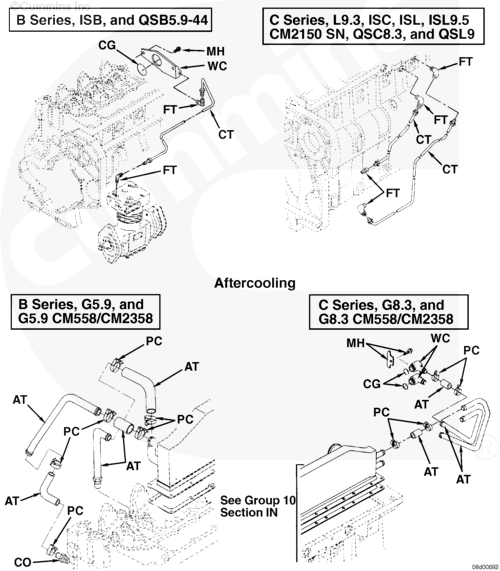 ©Cummins Inc.
B Series, ISB, and QSB5.9-44
C Series, L9.3, ISC, ISL, ISL9.5
CM2150 SN, QSC8.3, and QSL9
CG
MH
WC
FT
CT
FT
FT
FT
CT
CT
FT
Aftercooling
B Series, G5.9, and
G5.9 CM558/CM2358
C Series, G8.3, and
G8.3 CM558/CM2358
PC
AT
AT
PC
PC
AT
AT
PC
CO
See Group 10
Section IN
MH
WC
PC
CG
AT
PC
AT
AT
08d00592